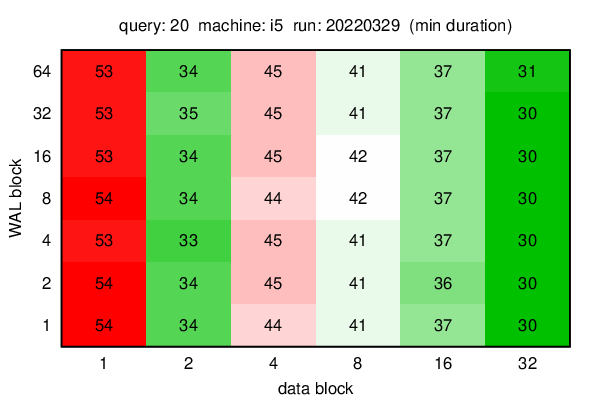 query: 20 machine: i5 run: 20220329 (min duration)
64 53 34 45 41 37 31
32 53 35 45 41 37 30
16 53 34 45 42 37 30
8 54 34 44 42 37 30
4 53 33 45 41 37 30
2 54 34 45 41 36 30
1 54 34 44 41 37 30
WAL block
1 2 4 8 16 32
data block